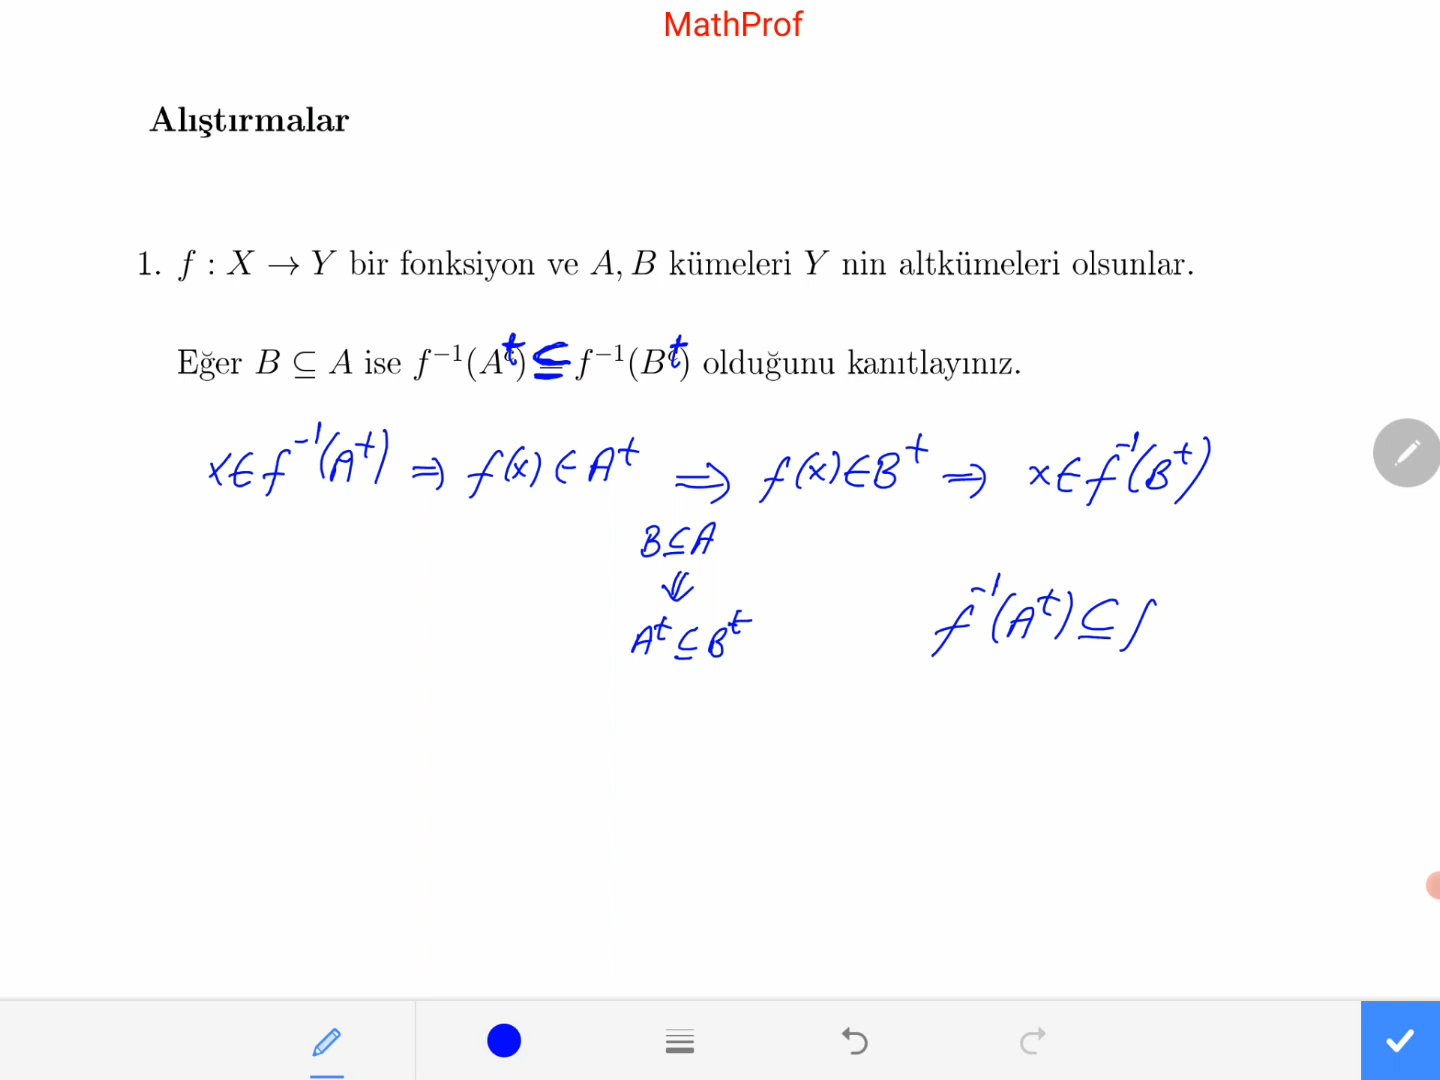 MathProf
Alıştırmalar
1. f : X → Y bir fonksiyon ve A, B kümeleri Y nin altkümeleri olsunlar.
Eğer B ⊆ A ise f⁻¹(Aᵗ) ⊆ f⁻¹(Bᵗ) olduğunu kanıtlayınız.
x∈f⁻¹(Aᵗ) ⇒ f(x)∈Aᵗ ⇒ f(x)∈Bᵗ ⇒ x∈f⁻¹(Bᵗ)
B⊆A
⇓
Aᵗ⊆Bᵗ
f⁻¹(Aᵗ)⊆f